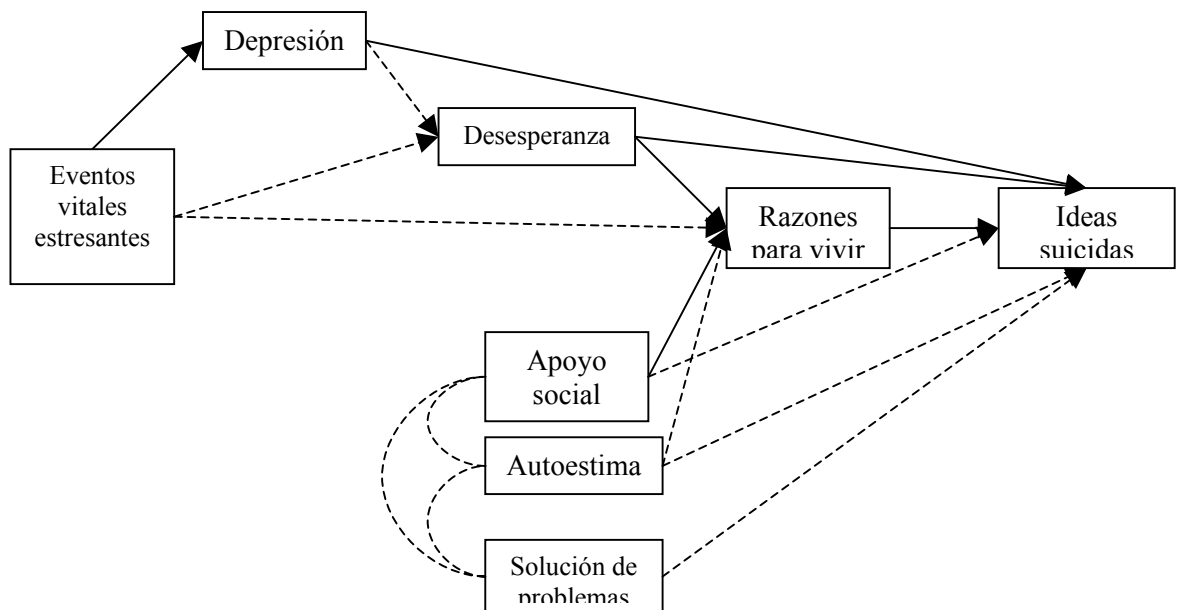 Depresión
Desesperanza
Eventos
vitales
estresantes
Razones
para vivir
Ideas
suicidas
Apoyo
social
Autoestima
Solución de
problemas